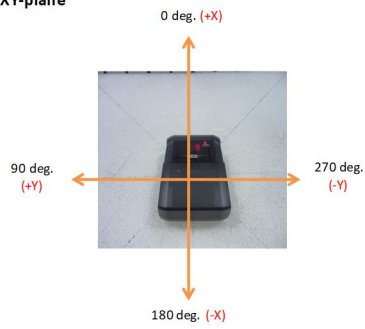 XY-plane
0 deg. (+X)
90 deg.
(+Y)
270 deg.
(-Y)
180 deg. (-X)